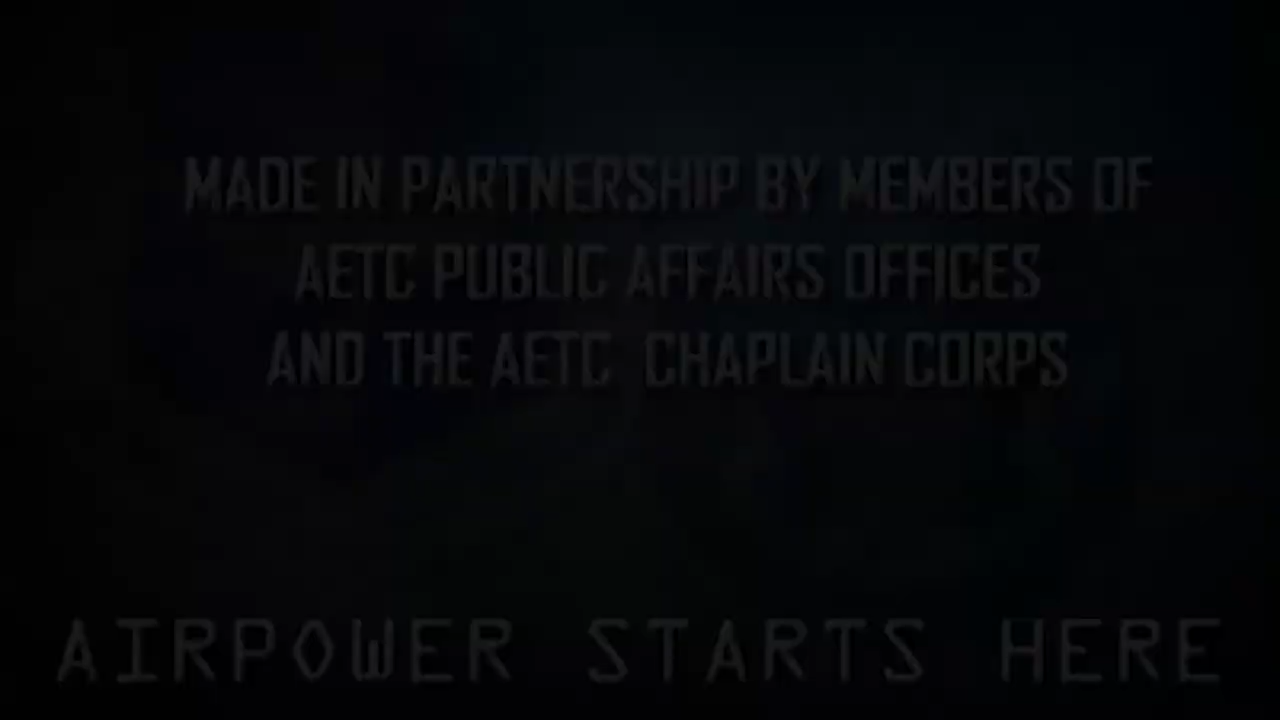 MADE IN PARTNERSHIP BY MEMBERS OF
AETC PUBLIC AFFAIRS OFFICES
AND THE AETC CHAPLAIN CORPS
AIRPOWER STARTS HERE